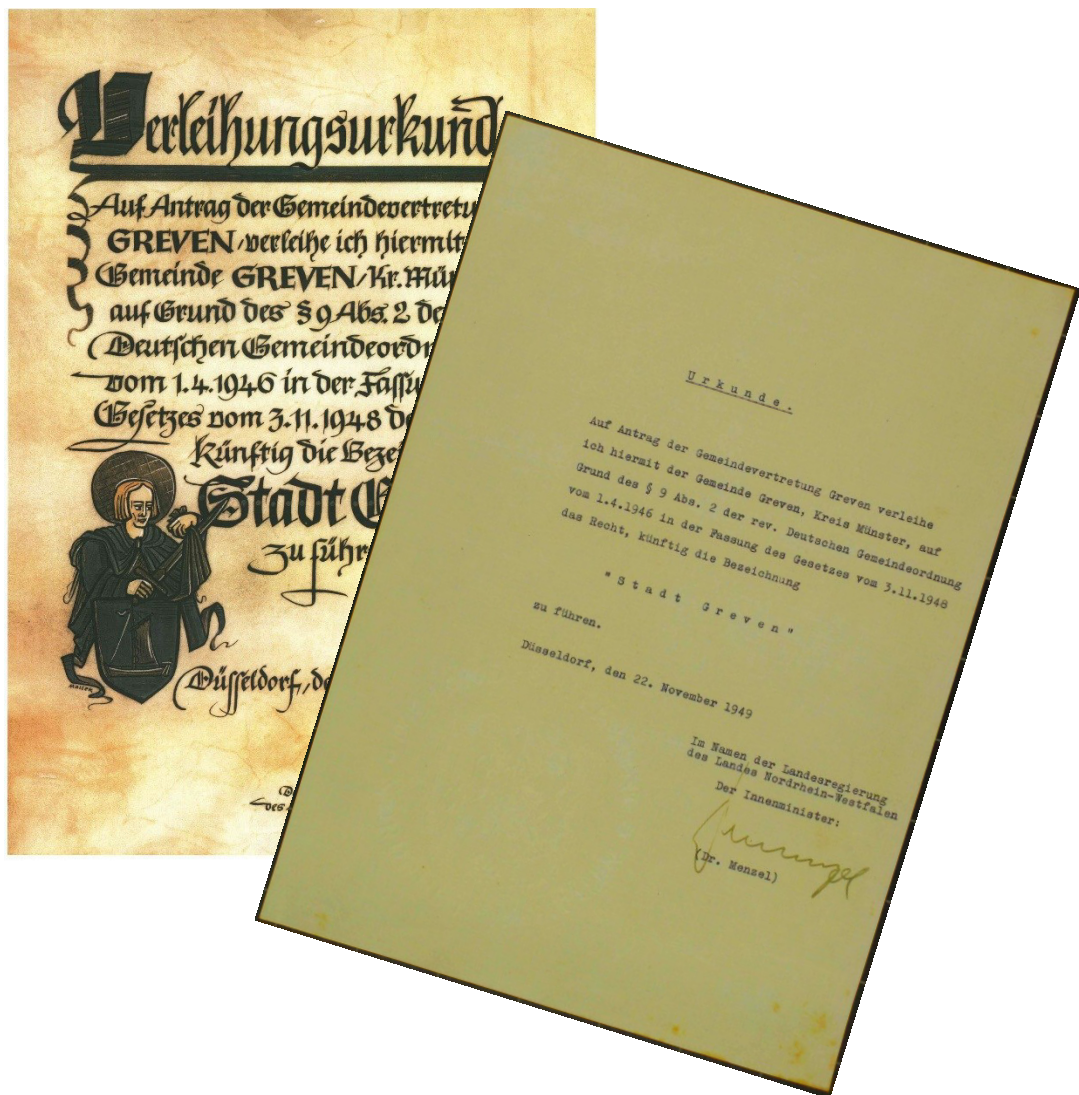 Verleihungsurkund
Auf Antrag der Gemeindevertretu
GREVEN, verleihe ich hiermit
Gemeinde GREVEN, Kr. Mün
auf Grund des § 9 Abs. 2 de
Deutschen Gemeindeordn
vom 1.4.1946 in der Fassu
Gesetzes vom 3.11.1948 de
künftig die Bezei
Stadt G
zu führ
Düsseldorf, de
Urkunde.
Auf Antrag der Gemeindevertretung Greven verleihe
ich hiermit der Gemeinde Greven, Kreis Münster, auf
Grund des § 9 Abs. 2 der rev. Deutschen Gemeindeordnung
vom 1.4.1946 in der Fassung des Gesetzes vom 3.11.1948
das Recht, künftig die Bezeichnung
"Stadt Greven"
zu führen.
Düsseldorf, den 22. November 1949
Im Namen der Landesregierung
des Landes Nordrhein-Westfalen
Der Innenminister:
(Dr. Menzel)